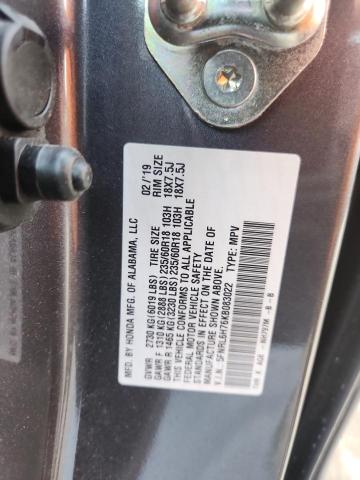 MFD. BY HONDA MFG. OF ALABAMA, LLC 02/'19
GVWR 2730 KG(6019 LBS) TIRE SIZE RIM SIZE
GAWR F 1310 KG(2888 LBS) 235/60R18 103H 18X7.5J
GAWR R 1465 KG(3230 LBS) 235/60R18 103H 18X7.5J
THIS VEHICLE CONFORMS TO ALL APPLICABLE
FEDERAL MOTOR VEHICLE SAFETY
STANDARDS IN EFFECT ON THE DATE OF
MANUFACTURE SHOWN ABOVE.
V.I.N. 5FNRL6H76KB083022 TYPE: MPV